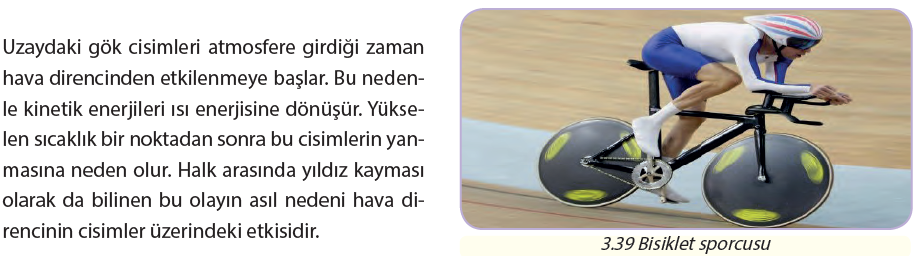 Uzaydaki gök cisimleri atmosfere girdiği zaman
hava direncinden etkilenmeye başlar. Bu neden-
le kinetik enerjileri ısı enerjisine dönüşür. Yükse-
len sıcaklık bir noktadan sonra bu cisimlerin yan-
masına neden olur. Halk arasında yıldız kayması
olarak da bilinen bu olayın asıl nedeni hava di-
rencinin cisimler üzerindeki etkisidir.
3.39 Bisiklet sporcusu